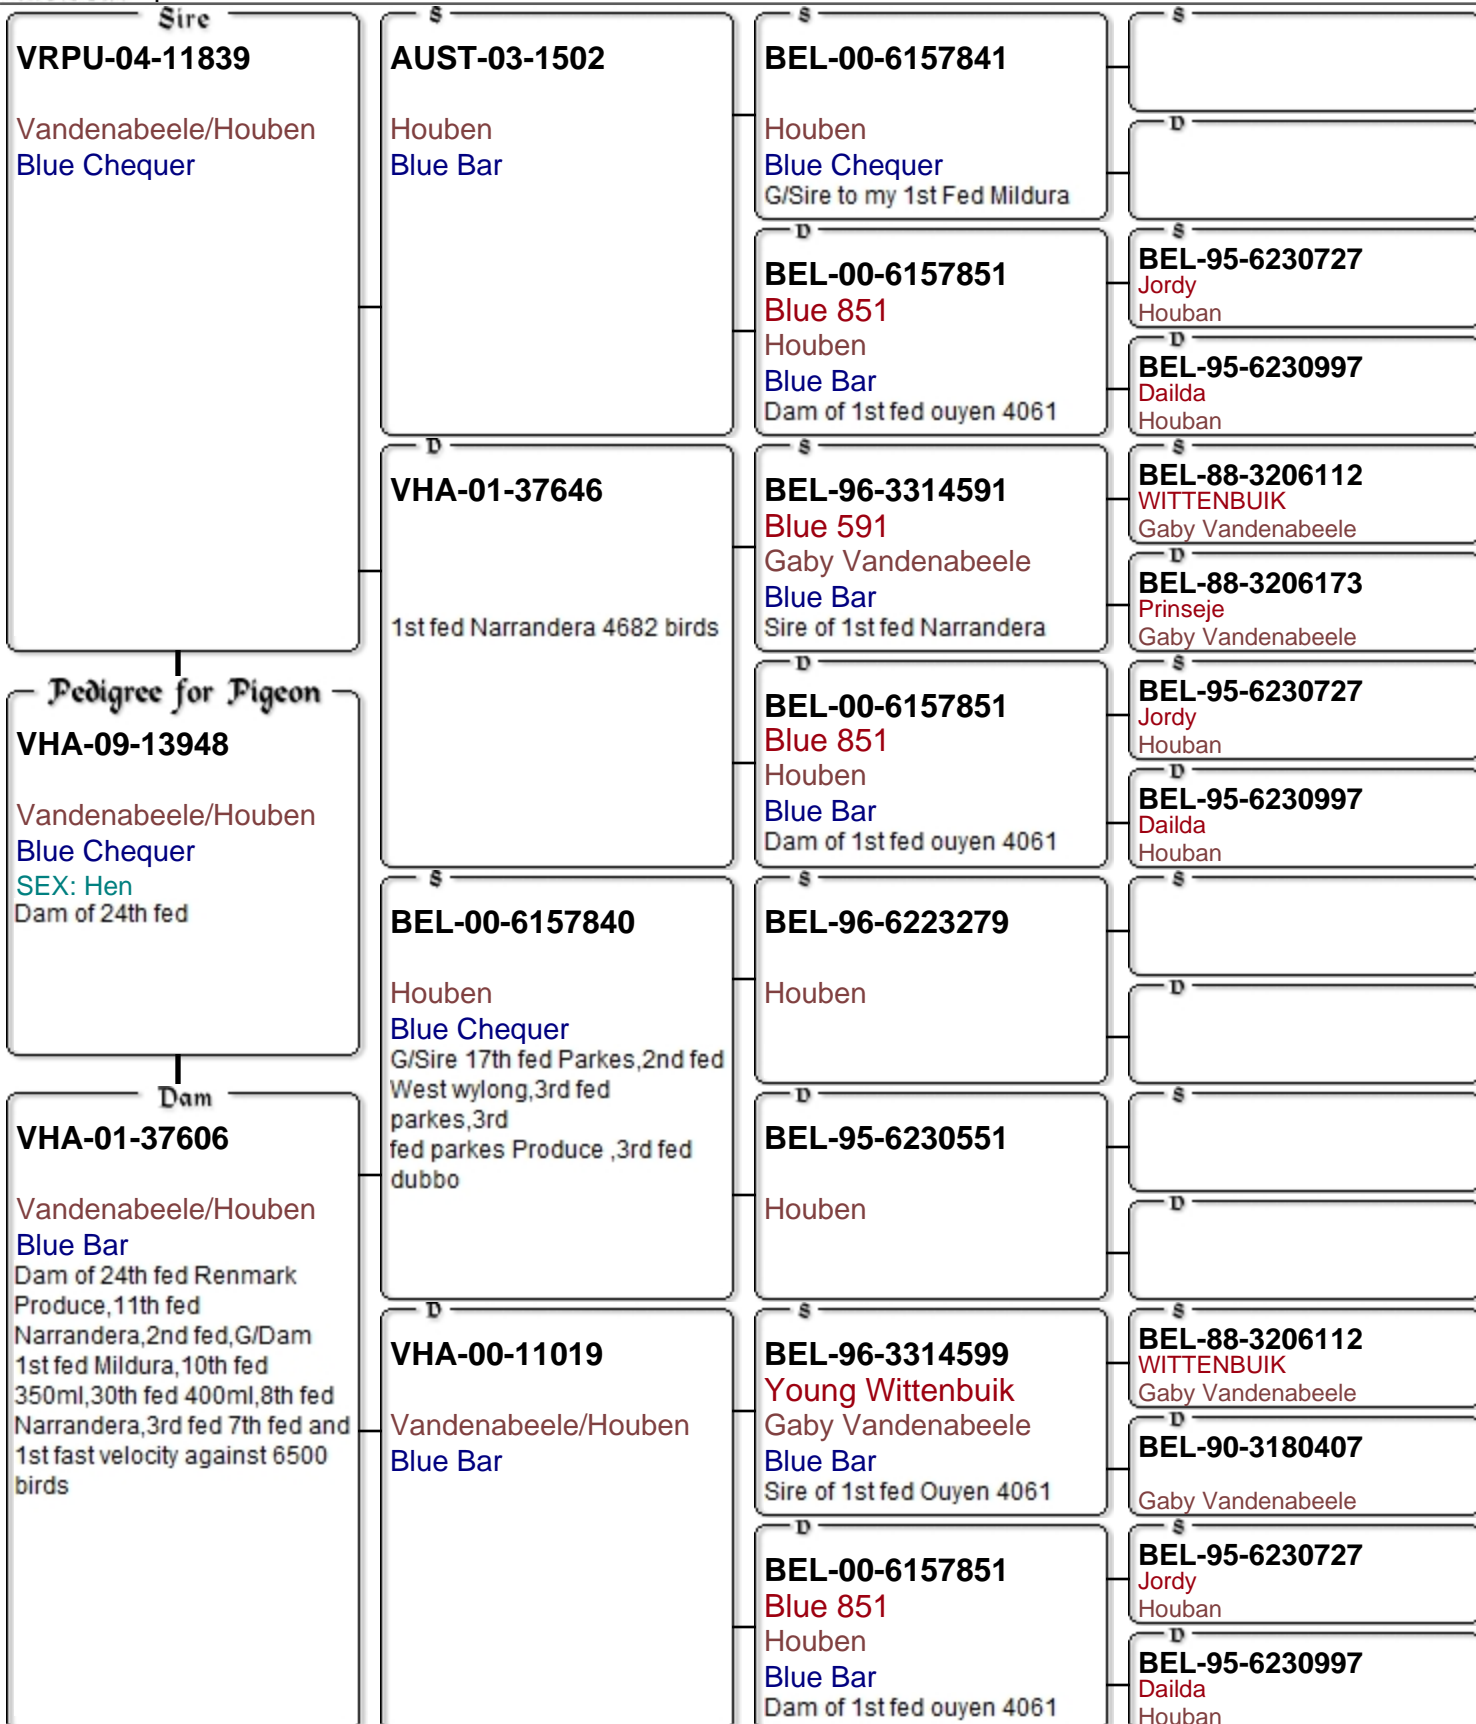 Sire
VRPU-04-11839
Vandenabeele/Houben
Blue Chequer
Pedigree for Pigeon
VHA-09-13948
Vandenabeele/Houben
Blue Chequer
SEX: Hen
Dam of 24th fed
Dam
VHA-01-37606
Vandenabeele/Houben
Blue Bar
Dam of 24th fed Renmark
Produce,11th fed
Narrandera,2nd fed,G/Dam
1st fed Mildura,10th fed
350ml,30th fed 400ml,8th fed
Narrandera,3rd fed 7th fed and
1st fast velocity against 6500
birds
S
AUST-03-1502
Houben
Blue Bar
D
VHA-01-37646
1st fed Narrandera 4682 birds
S
BEL-00-6157840
Houben
Blue Chequer
G/Sire 17th fed Parkes,2nd fed
West wylong,3rd fed
parkes,3rd
fed parkes Produce ,3rd fed
dubbo
D
VHA-00-11019
Vandenabeele/Houben
Blue Bar
S
BEL-00-6157841
Houben
Blue Chequer
G/Sire to my 1st Fed Mildura
D
BEL-00-6157851
Blue 851
Houben
Blue Bar
Dam of 1st fed ouyen 4061
S
BEL-96-3314591
Blue 591
Gaby Vandenabeele
Blue Bar
Sire of 1st fed Narrandera
D
BEL-00-6157851
Blue 851
Houben
Blue Bar
Dam of 1st fed ouyen 4061
S
BEL-96-6223279
Houben
D
BEL-95-6230551
Houben
S
BEL-96-3314599
Young Wittenbuik
Gaby Vandenabeele
Blue Bar
Sire of 1st fed Ouyen 4061
D
BEL-00-6157851
Blue 851
Houben
Blue Bar
Dam of 1st fed ouyen 4061
S
D
S
BEL-95-6230727
Jordy
Houban
D
BEL-95-6230997
Dailda
Houban
S
BEL-88-3206112
WITTENBUIK
Gaby Vandenabeele
D
BEL-88-3206173
Prinseje
Gaby Vandenabeele
S
BEL-95-6230727
Jordy
Houban
D
BEL-95-6230997
Dailda
Houban
S
D
S
D
S
BEL-88-3206112
WITTENBUIK
Gaby Vandenabeele
D
BEL-90-3180407
Gaby Vandenabeele
S
BEL-95-6230727
Jordy
Houban
D
BEL-95-6230997
Dailda
Houban